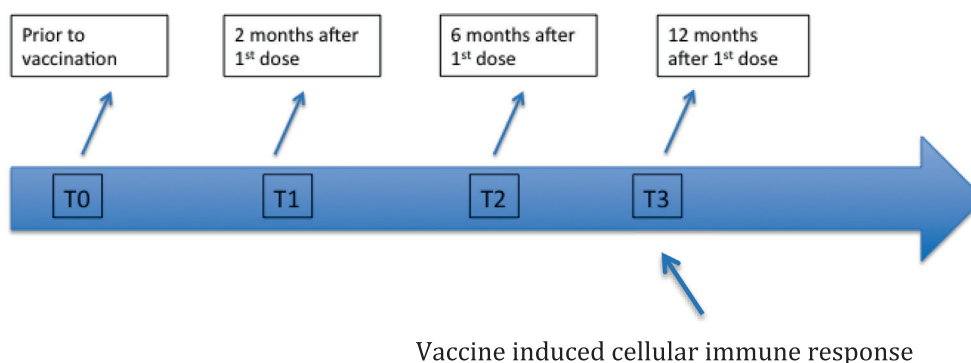 Prior to
vaccination
2 months after
1st dose
6 months after
1st dose
12 months
after 1st dose
T0
T1
T2
T3
Vaccine induced cellular immune response